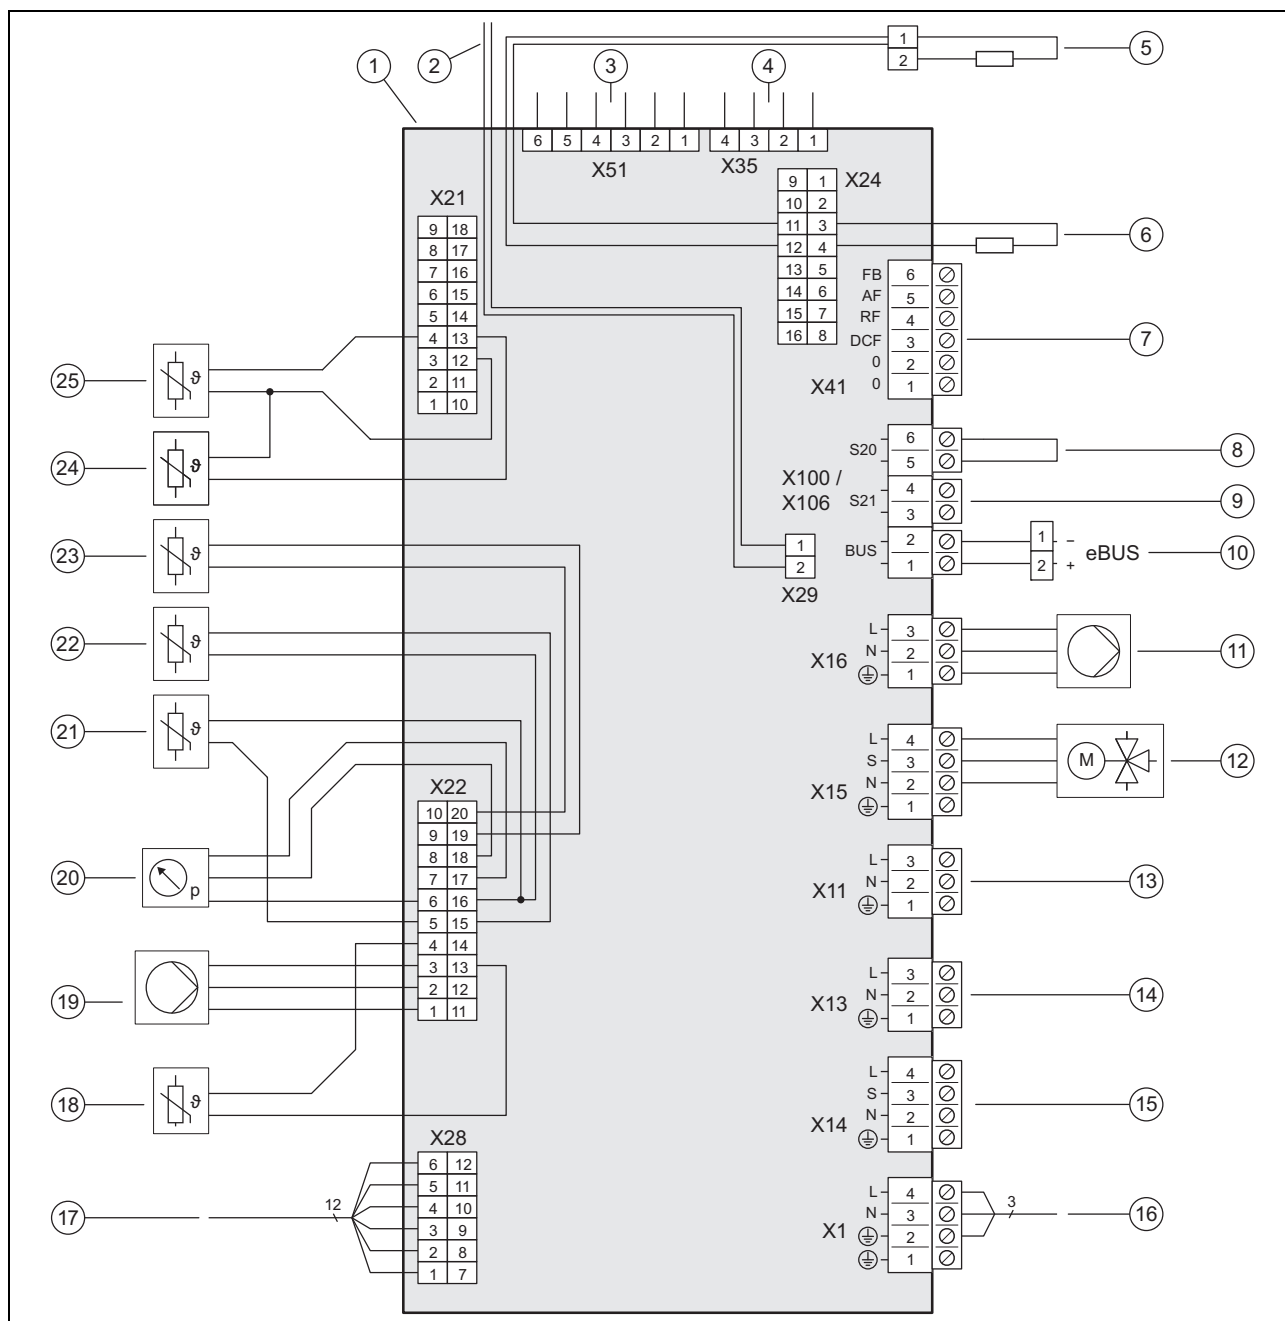 1
2
3
4
1
2
5
6 5 4 3 2 1
4 3 2 1
X51
X35
X24
9 1
10 2
11 3
12 4
13 5
14 6
15 7
16 8
6
X21
9 18
8 17
7 16
6 15
5 14
4 13
3 12
2 11
1 10
FB 6
AF 5
RF 4
DCF 3
0 2
0 1
X41
7
25
ϑ
24
ϑ
S20
6
5
8
X100 /
X106
S21
4
3
9
BUS
2
1
1 –
2 +
eBUS
10
23
ϑ
1
2
X29
22
ϑ
X16
L 3
N 2
1
11
21
ϑ
X15
L 4
S 3
N 2
1
M
12
X22
10 20
9 19
8 18
7 17
6 16
5 15
4 14
3 13
2 12
1 11
20
p
X11
L 3
N 2
1
13
19
X13
L 3
N 2
1
14
18
ϑ
X14
L 4
S 3
N 2
1
15
X28
6 12
5 11
4 10
3 9
2 8
1 7
17
12
X1
L 4
N 3
2
1
3
16